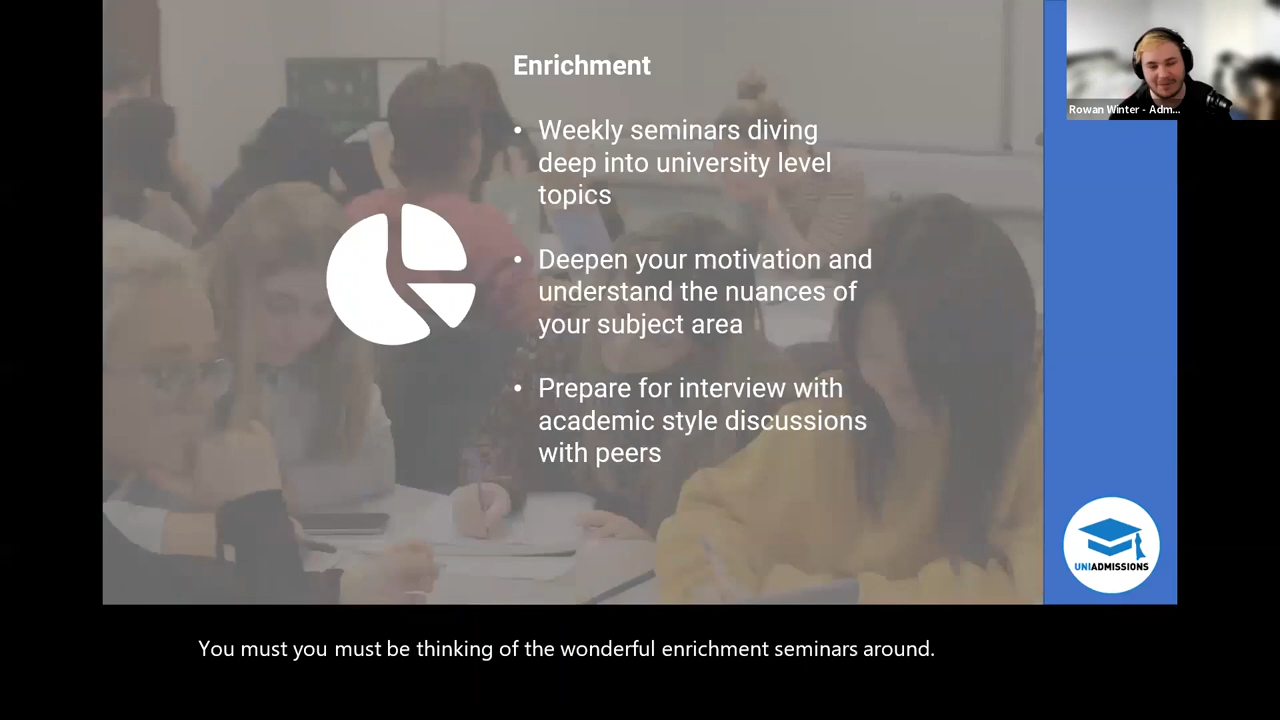 Enrichment
Rowan Winter - Adm...
• Weekly seminars diving
deep into university level
topics
• Deepen your motivation and
understand the nuances of
your subject area
• Prepare for interview with
academic style discussions
with peers
UNIADMISSIONS
You must you must be thinking of the wonderful enrichment seminars around.